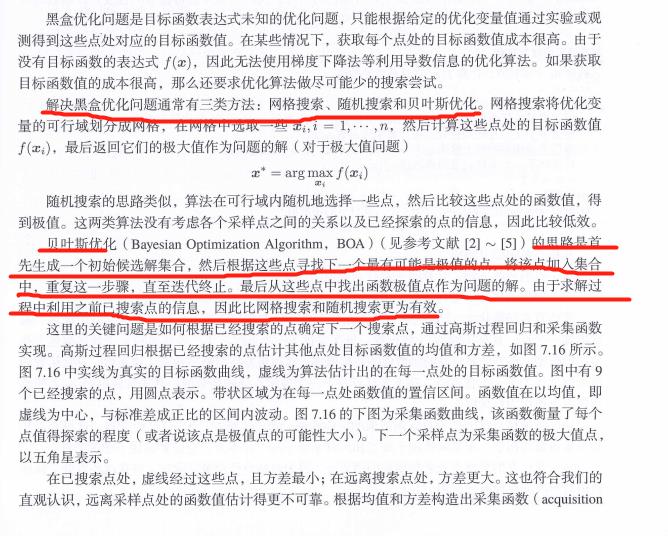 黑盒优化问题是目标函数表达式未知的优化问题，只能根据给定的优化变量值通过实验或观
测得到这些点处对应的目标函数值。在某些情况下，获取每个点处的目标函数值成本很高。由于
没有目标函数的表达式 f(x)，因此无法使用梯度下降法等利用导数信息的优化算法。如果获取
目标函数值的成本很高，那么还要求优化算法做尽可能少的搜索尝试。
解决黑盒优化问题通常有三类方法：网格搜索、随机搜索和贝叶斯优化。网格搜索将优化变
量的可行域划分成网格，在网格中选取一些 xᵢ, i = 1, ⋯ , n，然后计算这些点处的目标函数值
f(xᵢ)，最后返回它们的极大值作为问题的解（对于极大值问题）
x* = arg max f(xᵢ)
xᵢ
随机搜索的思路类似，算法在可行域内随机地选择一些点，然后比较这些点处的函数值，得
到极值。这两类算法没有考虑各个采样点之间的关系以及已经探索的点的信息，因此比较低效。
贝叶斯优化（Bayesian Optimization Algorithm，BOA）（见参考文献 [2] ~ [5]）的思路是首
先生成一个初始候选解集合，然后根据这些点寻找下一个最有可能是极值的点，将该点加入集合
中，重复这一步骤，直至迭代终止。最后从这些点中找出函数极值点作为问题的解。由于求解过
程中利用之前已搜索点的信息，因此比网格搜索和随机搜索更为有效。
这里的关键问题是如何根据已经搜索的点确定下一个搜索点，通过高斯过程回归和采集函数
实现。高斯过程回归根据已经搜索的点估计其他点处目标函数值的均值和方差，如图 7.16 所示。
图 7.16 中实线为真实的目标函数曲线，虚线为算法估计出的在每一点处的目标函数值。图中有 9
个已经搜索的点，用圆点表示。带状区域为在每一点处函数值的置信区间。函数值在以均值，即
虚线为中心，与标准差成正比的区间内波动。图 7.16 的下图为采集函数曲线，该函数衡量了每个
点值得探索的程度（或者说该点是极值点的可能性大小）。下一个采样点为采集函数的极大值点，
以五角星表示。
在已搜索点处，虚线经过这些点，且方差最小；在远离搜索点处，方差更大。这也符合我们的
直观认识，远离采样点处的函数值估计得更不可靠。根据均值和方差构造出采集函数（acquisition